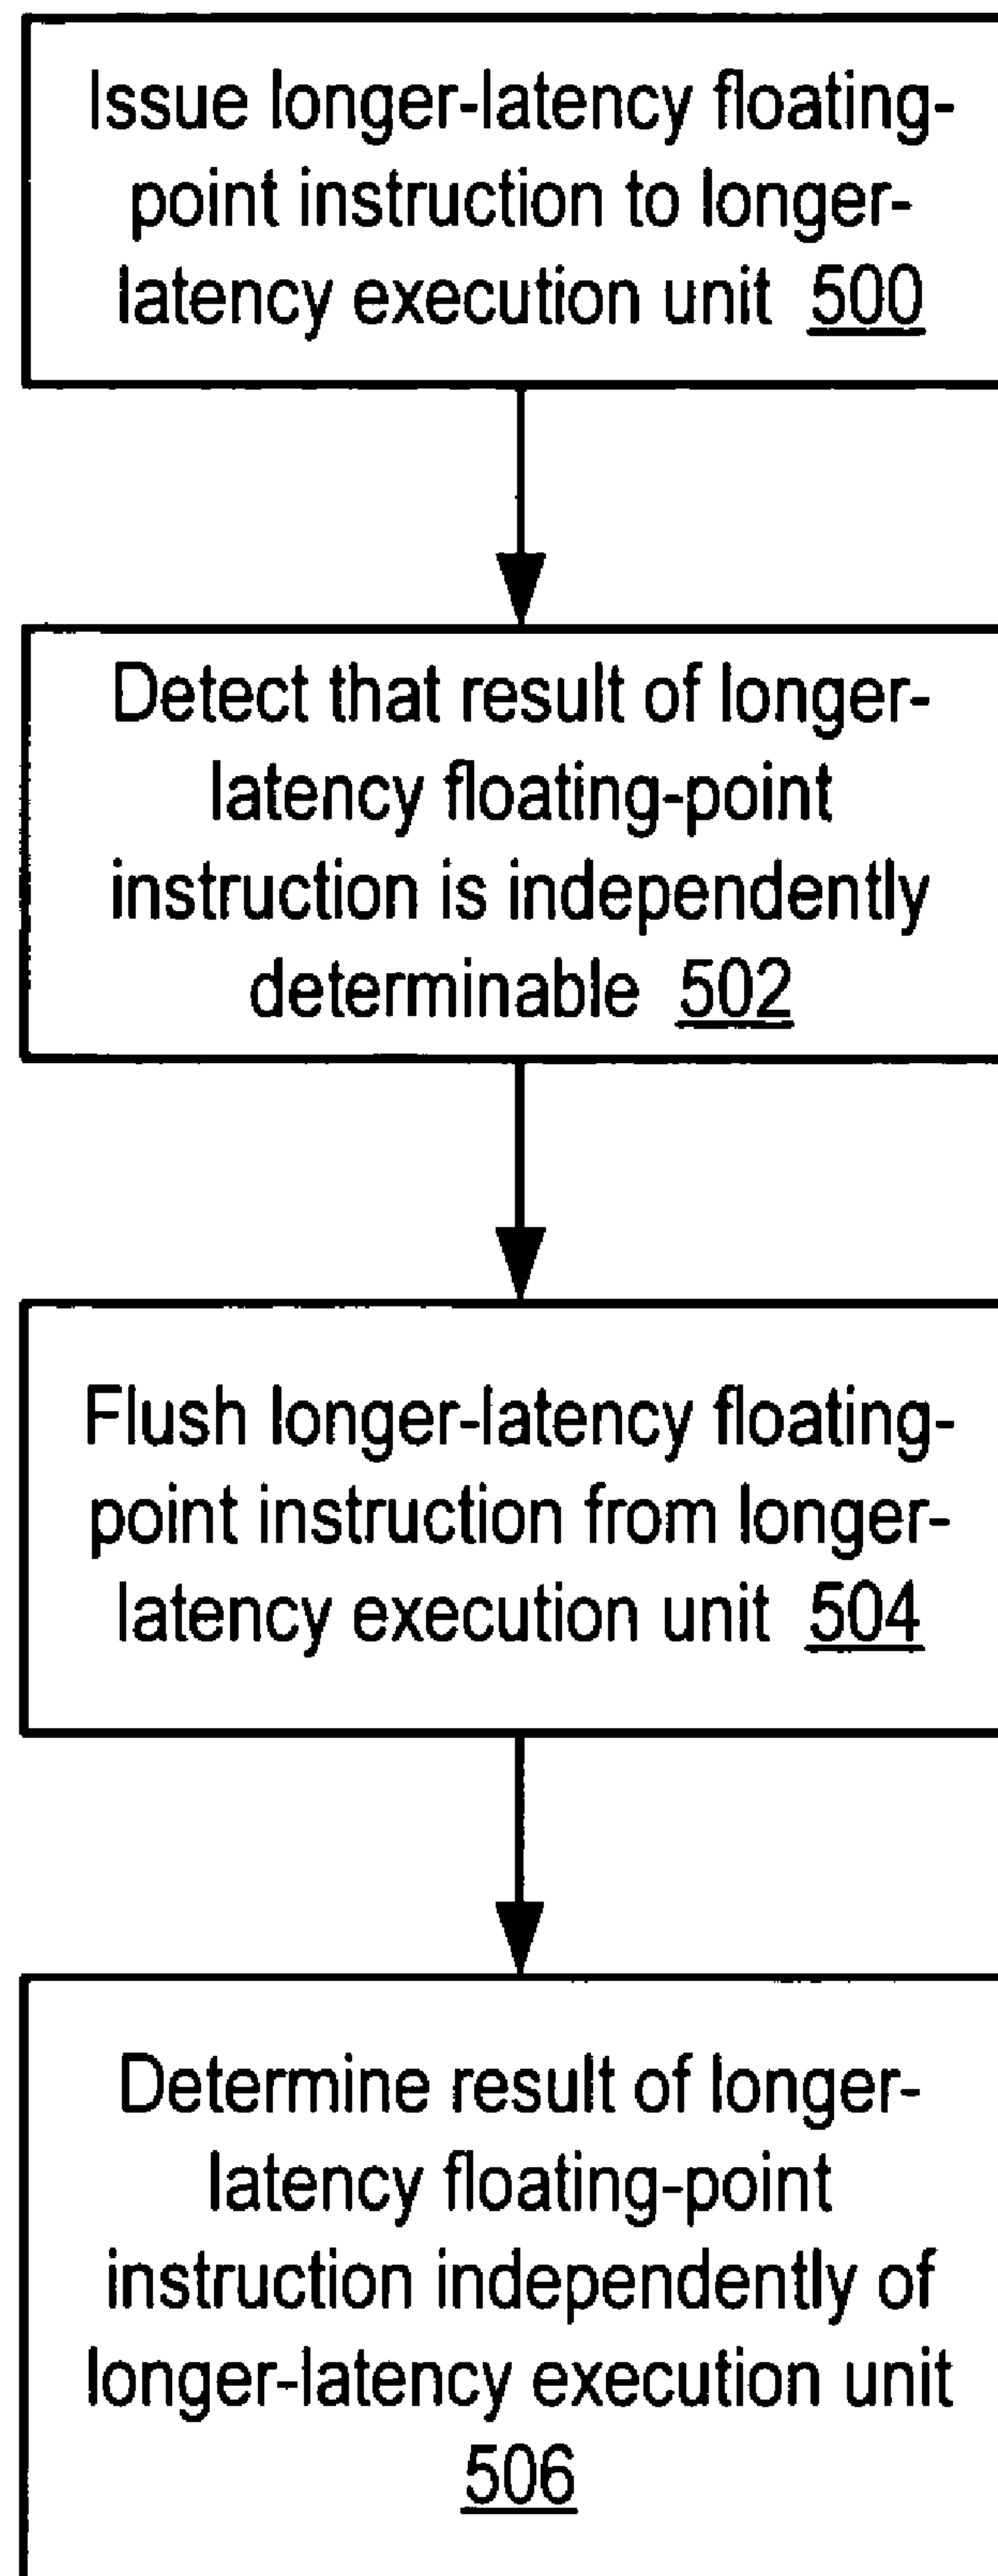 Issue longer-latency floating-
point instruction to longer-
latency execution unit 500
Detect that result of longer-
latency floating-point
instruction is independently
determinable 502
Flush longer-latency floating-
point instruction from longer-
latency execution unit 504
Determine result of longer-
latency floating-point
instruction independently of
longer-latency execution unit
506